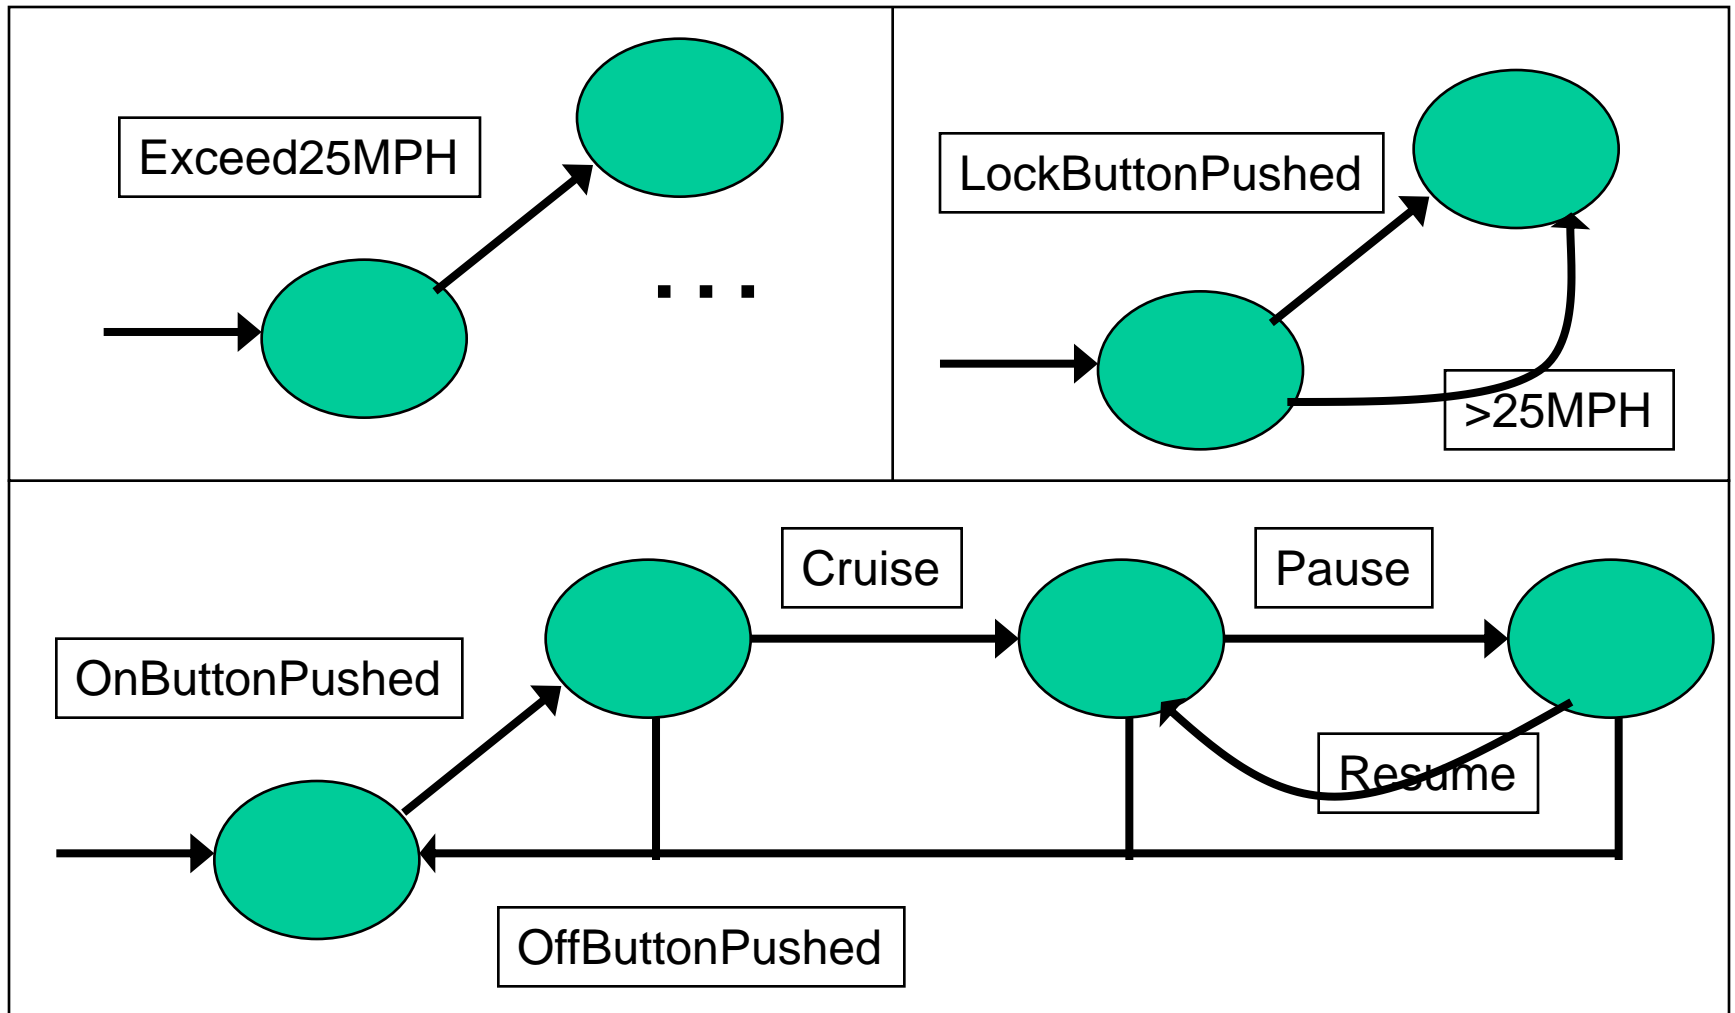 Exceed25MPH
. . .
LockButtonPushed
>25MPH
Cruise
Pause
OnButtonPushed
Resume
OffButtonPushed